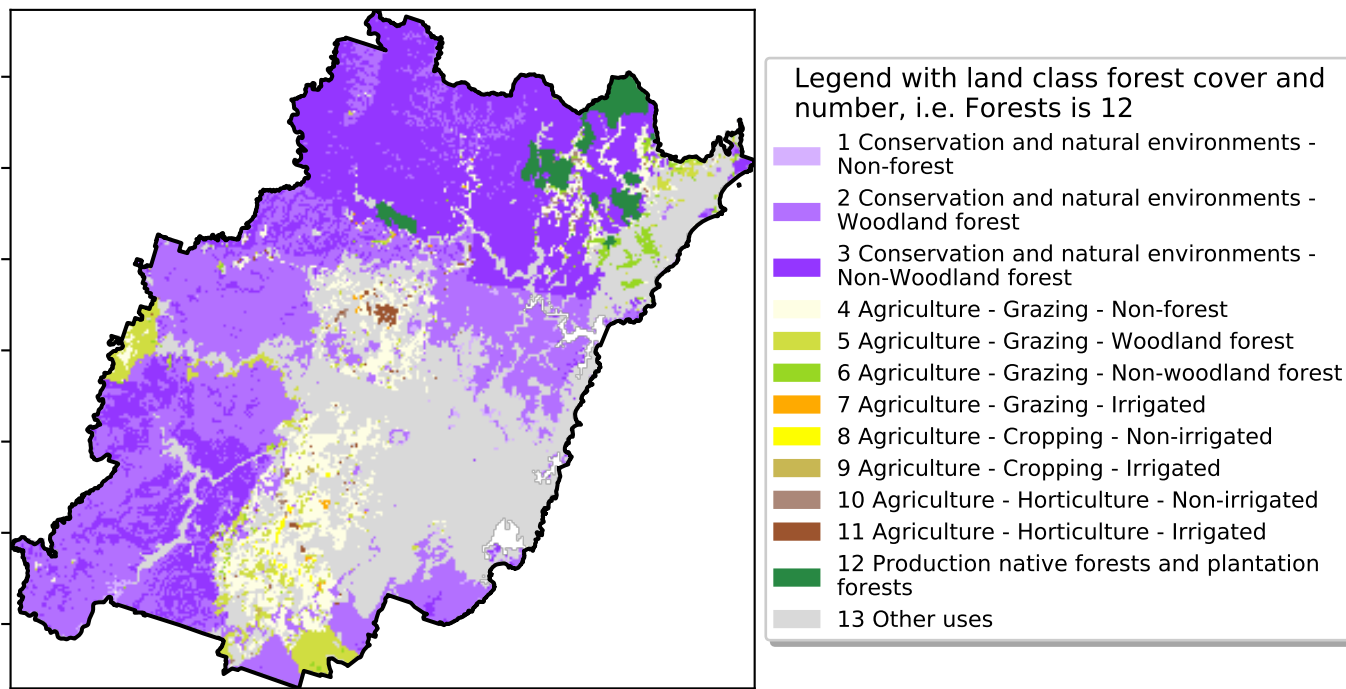 Legend with land class forest cover and
number, i.e. Forests is 12
1 Conservation and natural environments -
Non-forest
2 Conservation and natural environments -
Woodland forest
3 Conservation and natural environments -
Non-Woodland forest
4 Agriculture - Grazing - Non-forest
5 Agriculture - Grazing - Woodland forest
6 Agriculture - Grazing - Non-woodland forest
7 Agriculture - Grazing - Irrigated
8 Agriculture - Cropping - Non-irrigated
9 Agriculture - Cropping - Irrigated
10 Agriculture - Horticulture - Non-irrigated
11 Agriculture - Horticulture - Irrigated
12 Production native forests and plantation
forests
13 Other uses